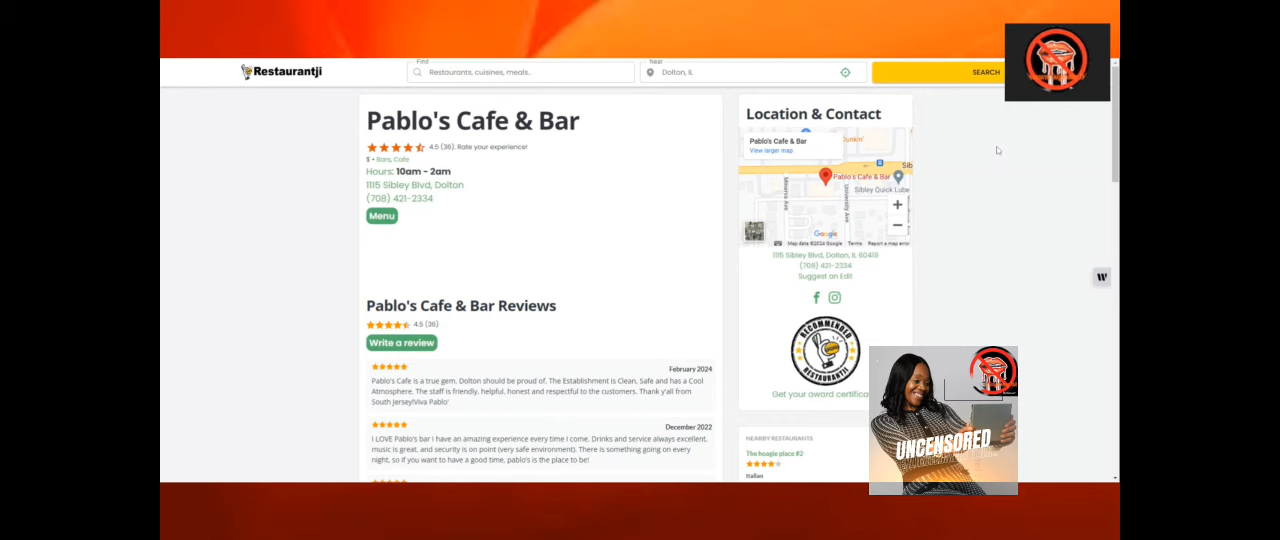 Restaurantji
Find
Restaurants, cuisines, meals..
Near
Dolton, IL
SEARCH
Pablo's Cafe & Bar
4.5 (36). Rate your experience!
$ • Bars, Cafe
Hours: 10am - 2am
1115 Sibley Blvd, Dolton
(708) 421-2334
Menu
Pablo's Cafe & Bar Reviews
4.5 (36)
Write a review
February 2024
Pablo's Cafe is a true gem. Dolton should be proud of. The Establishment is Clean, Safe and has a Cool
Atmosphere. The staff is friendly, helpful, honest and respectful to the customers. Thank y'all from
South Jersey!Viva Pablo'
December 2022
I LOVE Pablo's bar I have an amazing experience every time I come. Drinks and service always excellent,
music is great, and security is on point (very safe environment). There is something going on every
night, so if you want to have a good time, pablo's is the place to be!
Location & Contact
Pablo's Cafe & Bar
View larger map
Dunkin'
Sib
Pablo's Cafe & Bar
Sibley Quick Lube
Minerva Ave
University Ave
+
−
Google
Map data ©2024 Google
Terms
Report a map error
1115 Sibley Blvd, Dolton, IL 60419
(708) 421-2334
Suggest an Edit
RECOMMENDED
RESTAURANTJI
Get your award certifica
NEARBY RESTAURANTS
The hoagie place #2
Italian
W
UNCENSORED